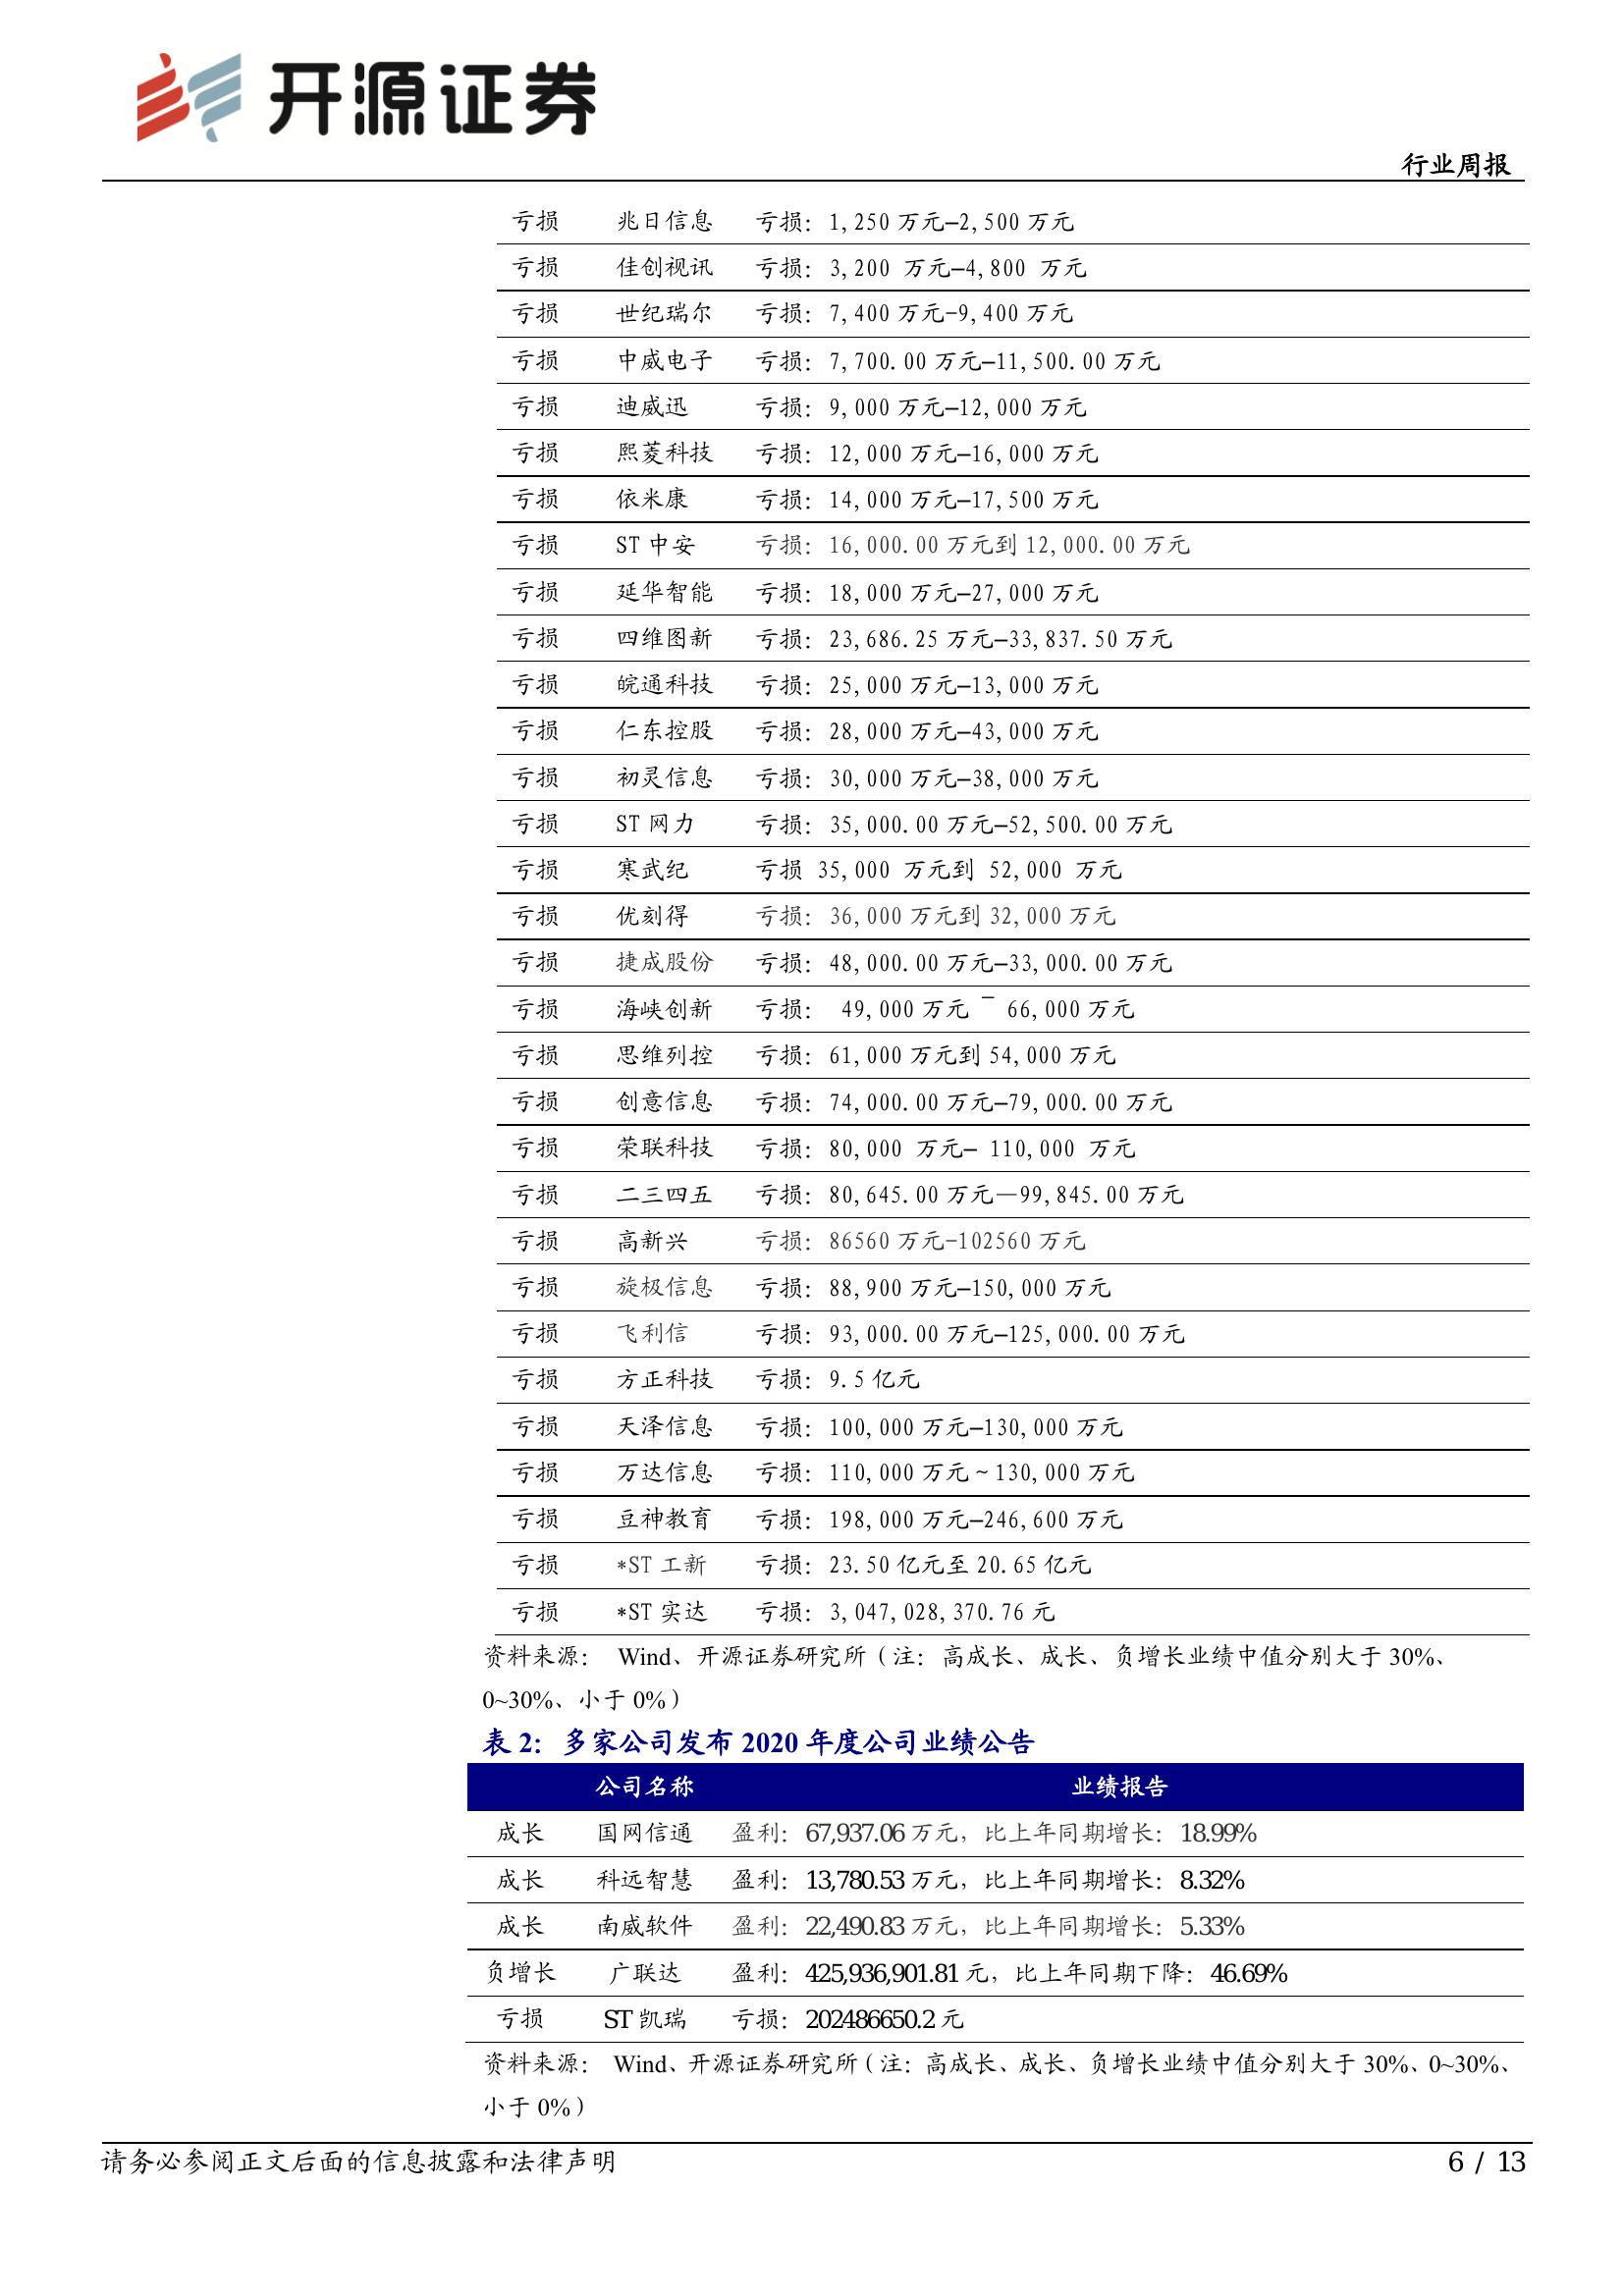 开源证券
行业周报
亏损 兆日信息 亏损：1,250 万元—2,500 万元
亏损 佳创视讯 亏损：3,200 万元—4,800 万元
亏损 世纪瑞尔 亏损：7,400 万元-9,400 万元
亏损 中威电子 亏损：7,700.00 万元—11,500.00 万元
亏损 迪威迅 亏损：9,000 万元—12,000 万元
亏损 熙菱科技 亏损：12,000 万元—16,000 万元
亏损 依米康 亏损：14,000 万元—17,500 万元
亏损 ST 中安 亏损：16,000.00 万元到 12,000.00 万元
亏损 延华智能 亏损：18,000 万元—27,000 万元
亏损 四维图新 亏损：23,686.25 万元—33,837.50 万元
亏损 皖通科技 亏损：25,000 万元—13,000 万元
亏损 仁东控股 亏损：28,000 万元—43,000 万元
亏损 初灵信息 亏损：30,000 万元—38,000 万元
亏损 ST 网力 亏损：35,000.00 万元—52,500.00 万元
亏损 寒武纪 亏损 35,000 万元到 52,000 万元
亏损 优刻得 亏损：36,000 万元到 32,000 万元
亏损 捷成股份 亏损：48,000.00 万元—33,000.00 万元
亏损 海峡创新 亏损： 49,000 万元 ¯ 66,000 万元
亏损 思维列控 亏损：61,000 万元到 54,000 万元
亏损 创意信息 亏损：74,000.00 万元—79,000.00 万元
亏损 荣联科技 亏损：80,000 万元— 110,000 万元
亏损 二三四五 亏损：80,645.00 万元—99,845.00 万元
亏损 高新兴 亏损：86560 万元-102560 万元
亏损 旋极信息 亏损：88,900 万元—150,000 万元
亏损 飞利信 亏损：93,000.00 万元—125,000.00 万元
亏损 方正科技 亏损：9.5 亿元
亏损 天泽信息 亏损：100,000 万元—130,000 万元
亏损 万达信息 亏损：110,000 万元～130,000 万元
亏损 豆神教育 亏损：198,000 万元—246,600 万元
亏损 *ST 工新 亏损：23.50 亿元至 20.65 亿元
亏损 *ST 实达 亏损：3,047,028,370.76 元
资料来源： Wind、开源证券研究所（注：高成长、成长、负增长业绩中值分别大于 30%、
0~30%、小于 0%）
表 2：多家公司发布 2020 年度公司业绩公告
公司名称 业绩报告
成长 国网信通 盈利：67,937.06 万元，比上年同期增长：18.99%
成长 科远智慧 盈利：13,780.53 万元，比上年同期增长：8.32%
成长 南威软件 盈利：22,490.83 万元，比上年同期增长：5.33%
负增长 广联达 盈利：425,936,901.81 元，比上年同期下降：46.69%
亏损 ST 凯瑞 亏损：202486650.2 元
资料来源： Wind、开源证券研究所（注：高成长、成长、负增长业绩中值分别大于 30%、0~30%、
小于 0%）
请务必参阅正文后面的信息披露和法律声明 6 / 13